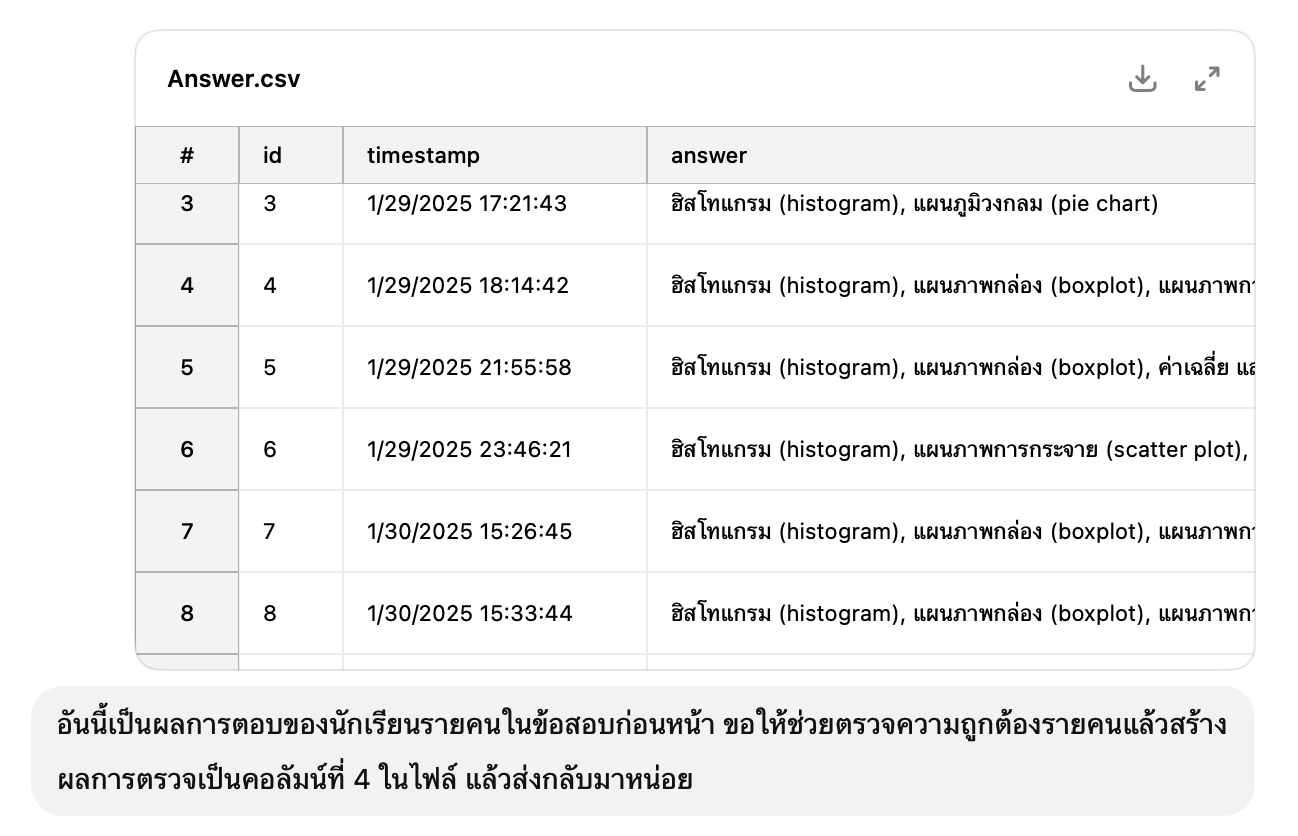 Answer.csv
# id timestamp answer
3 3 1/29/2025 17:21:43 ฮิสโทแกรม (histogram), แผนภูมิวงกลม (pie chart)
4 4 1/29/2025 18:14:42 ฮิสโทแกรม (histogram), แผนภาพกล่อง (boxplot), แผนภาพกา
5 5 1/29/2025 21:55:58 ฮิสโทแกรม (histogram), แผนภาพกล่อง (boxplot), ค่าเฉลี่ย แล
6 6 1/29/2025 23:46:21 ฮิสโทแกรม (histogram), แผนภาพการกระจาย (scatter plot),
7 7 1/30/2025 15:26:45 ฮิสโทแกรม (histogram), แผนภาพกล่อง (boxplot), แผนภาพกา
8 8 1/30/2025 15:33:44 ฮิสโทแกรม (histogram), แผนภาพกล่อง (boxplot), แผนภาพกา
อันนี้เป็นผลการตอบของนักเรียนรายคนในข้อสอบก่อนหน้า ขอให้ช่วยตรวจความถูกต้องรายคนแล้วสร้าง
ผลการตรวจเป็นคอลัมน์ที่ 4 ในไฟล์ แล้วส่งกลับมาหน่อย